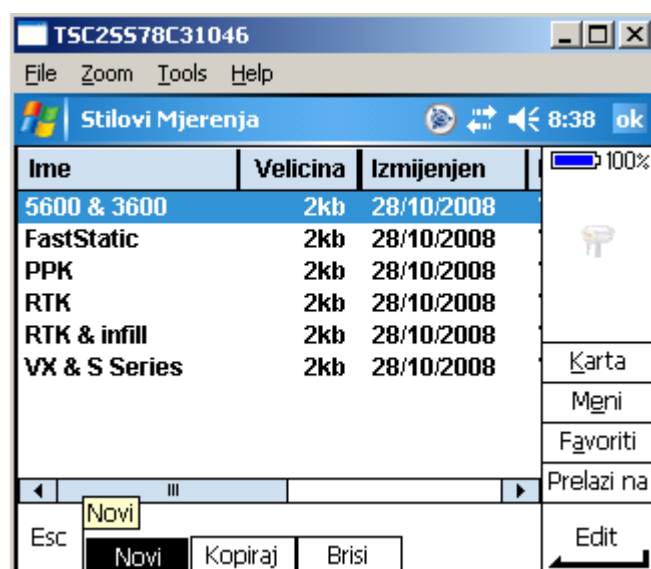 TSC2SS78C31046
File Zoom Tools Help
Stilovi Mjerenja 8:38 ok
Ime Velicina Izmijenjen
100%
5600 & 3600 2kb 28/10/2008
FastStatic 2kb 28/10/2008
PPK 2kb 28/10/2008
RTK 2kb 28/10/2008
RTK & infill 2kb 28/10/2008
VX & S Series 2kb 28/10/2008
Karta
Meni
Favoriti
Prelazi na
Novi
Esc Novi Kopiraj Brisi Edit